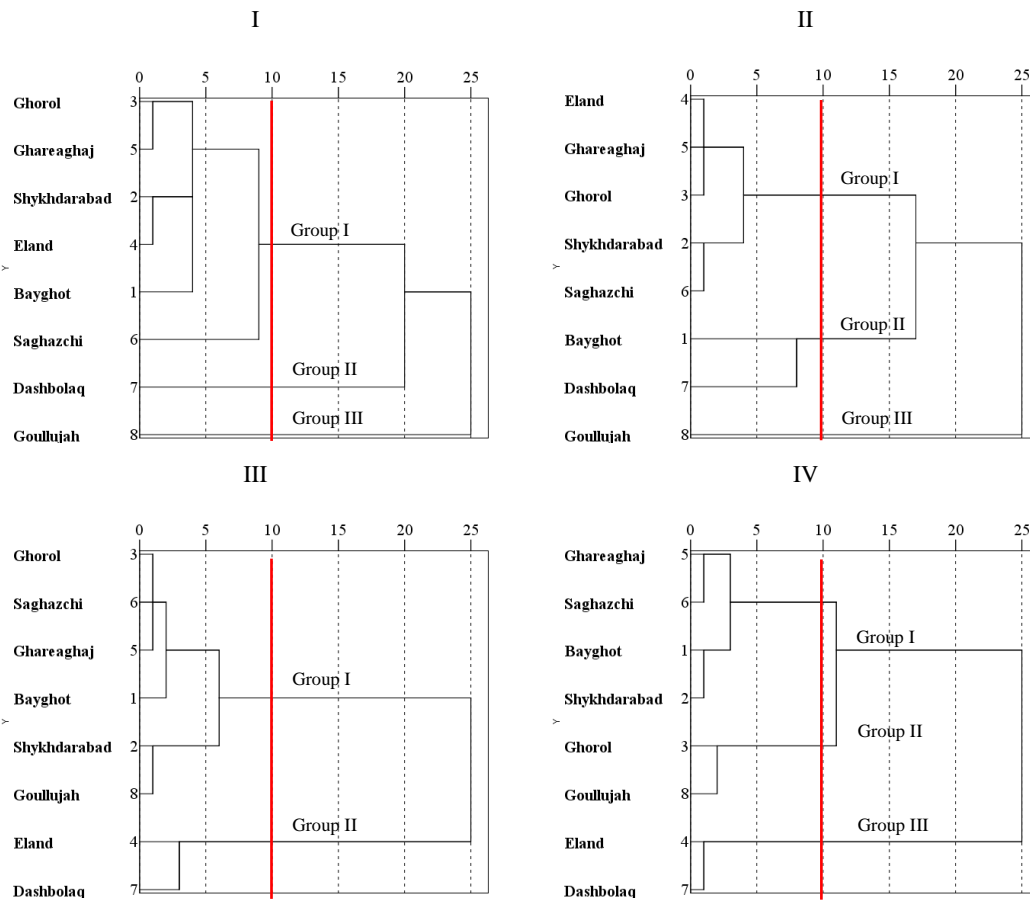 I
0 5 10 15 20 25
Ghorol 3
Ghareaghaj 5
Shykhdarabad 2
Eland 4
Group I
Y
Bayghot 1
Saghazchi 6
Dashbolaq 7
Group II
Goullujah 8
Group III
II
0 5 10 15 20 25
Eland 4
Ghareaghaj 5
Group I
Ghorol 3
Shykhdarabad 2
Y
Saghazchi 6
Group II
Bayghot 1
Dashbolaq 7
Group III
Goullujah 8
III
0 5 10 15 20 25
Ghorol 3
Saghazchi 6
Ghareaghaj 5
Group I
Bayghot 1
Y
Shykhdarabad 2
Goullujah 8
Group II
Eland 4
Dashbolaq 7
IV
0 5 10 15 20 25
Ghareaghaj 5
Saghazchi 6
Group I
Bayghot 1
Shykhdarabad 2
Y
Group II
Ghorol 3
Goullujah 8
Group III
Eland 4
Dashbolaq 7